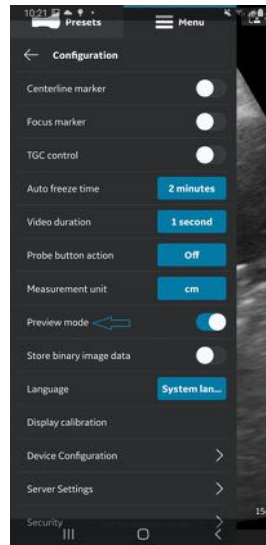 10:21
Presets
Menu
Configuration
Centerline marker
Focus marker
TGC control
Auto freeze time
2 minutes
Video duration
1 second
Probe button action
Off
Measurement unit
cm
Preview mode
Store binary image data
Language
System lan...
Display calibration
Device Configuration
Server Settings
Security